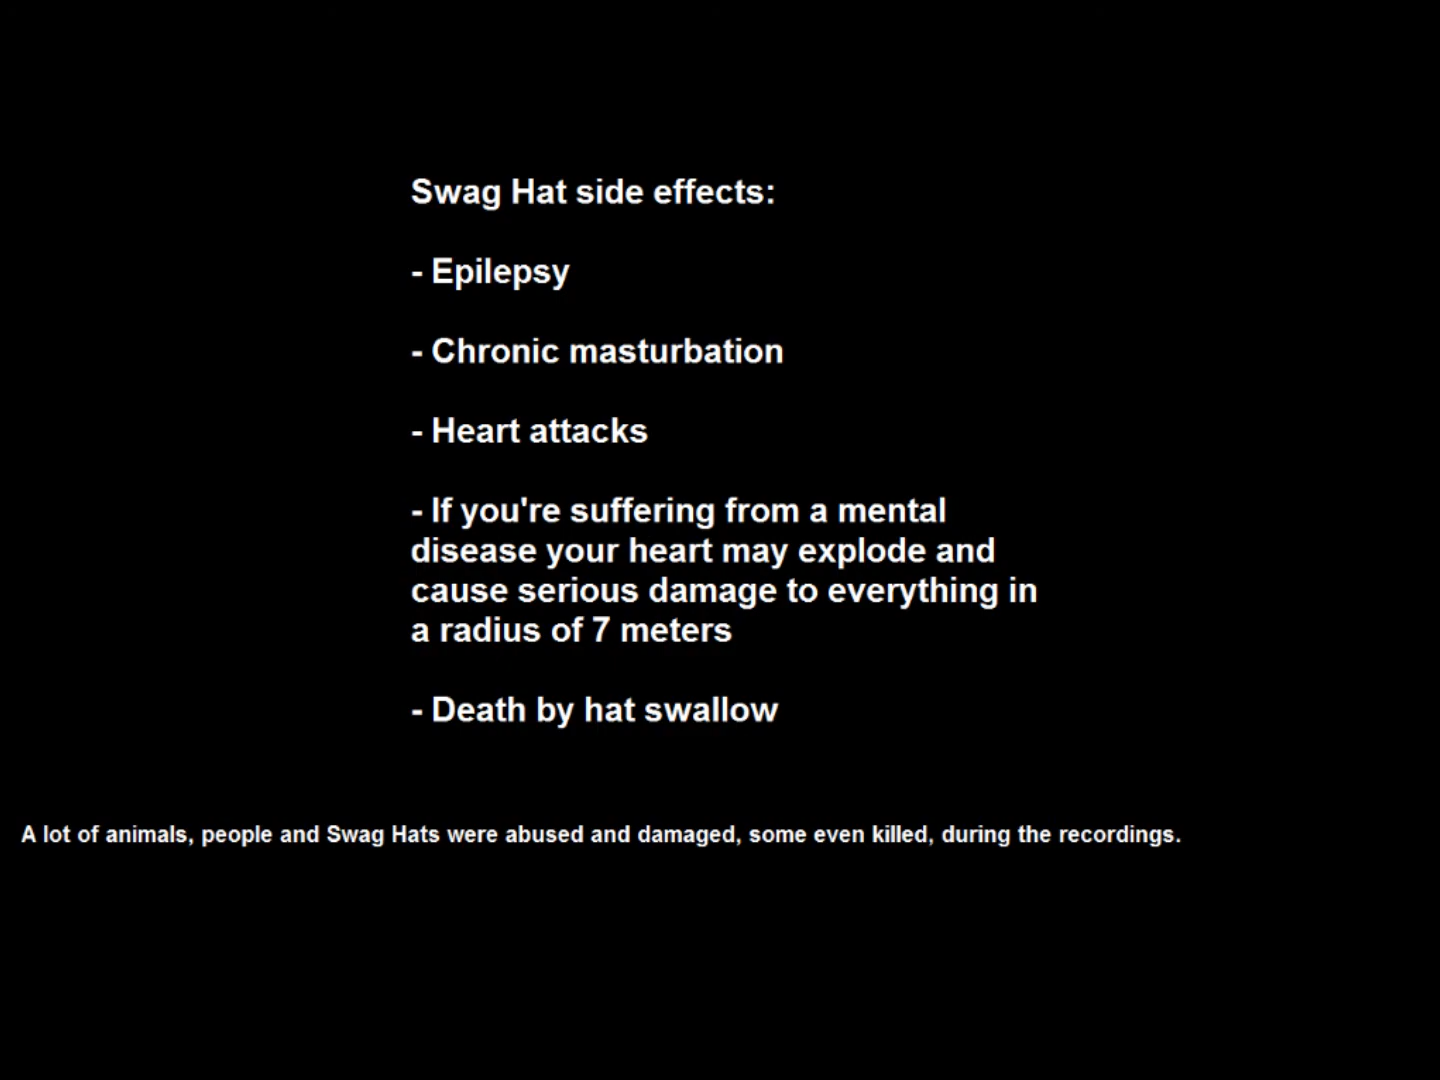 Swag Hat side effects:
- Epilepsy
- Chronic masturbation
- Heart attacks
- If you're suffering from a mental
disease your heart may explode and
cause serious damage to everything in
a radius of 7 meters
- Death by hat swallow
A lot of animals, people and Swag Hats were abused and damaged, some even killed, during the recordings.